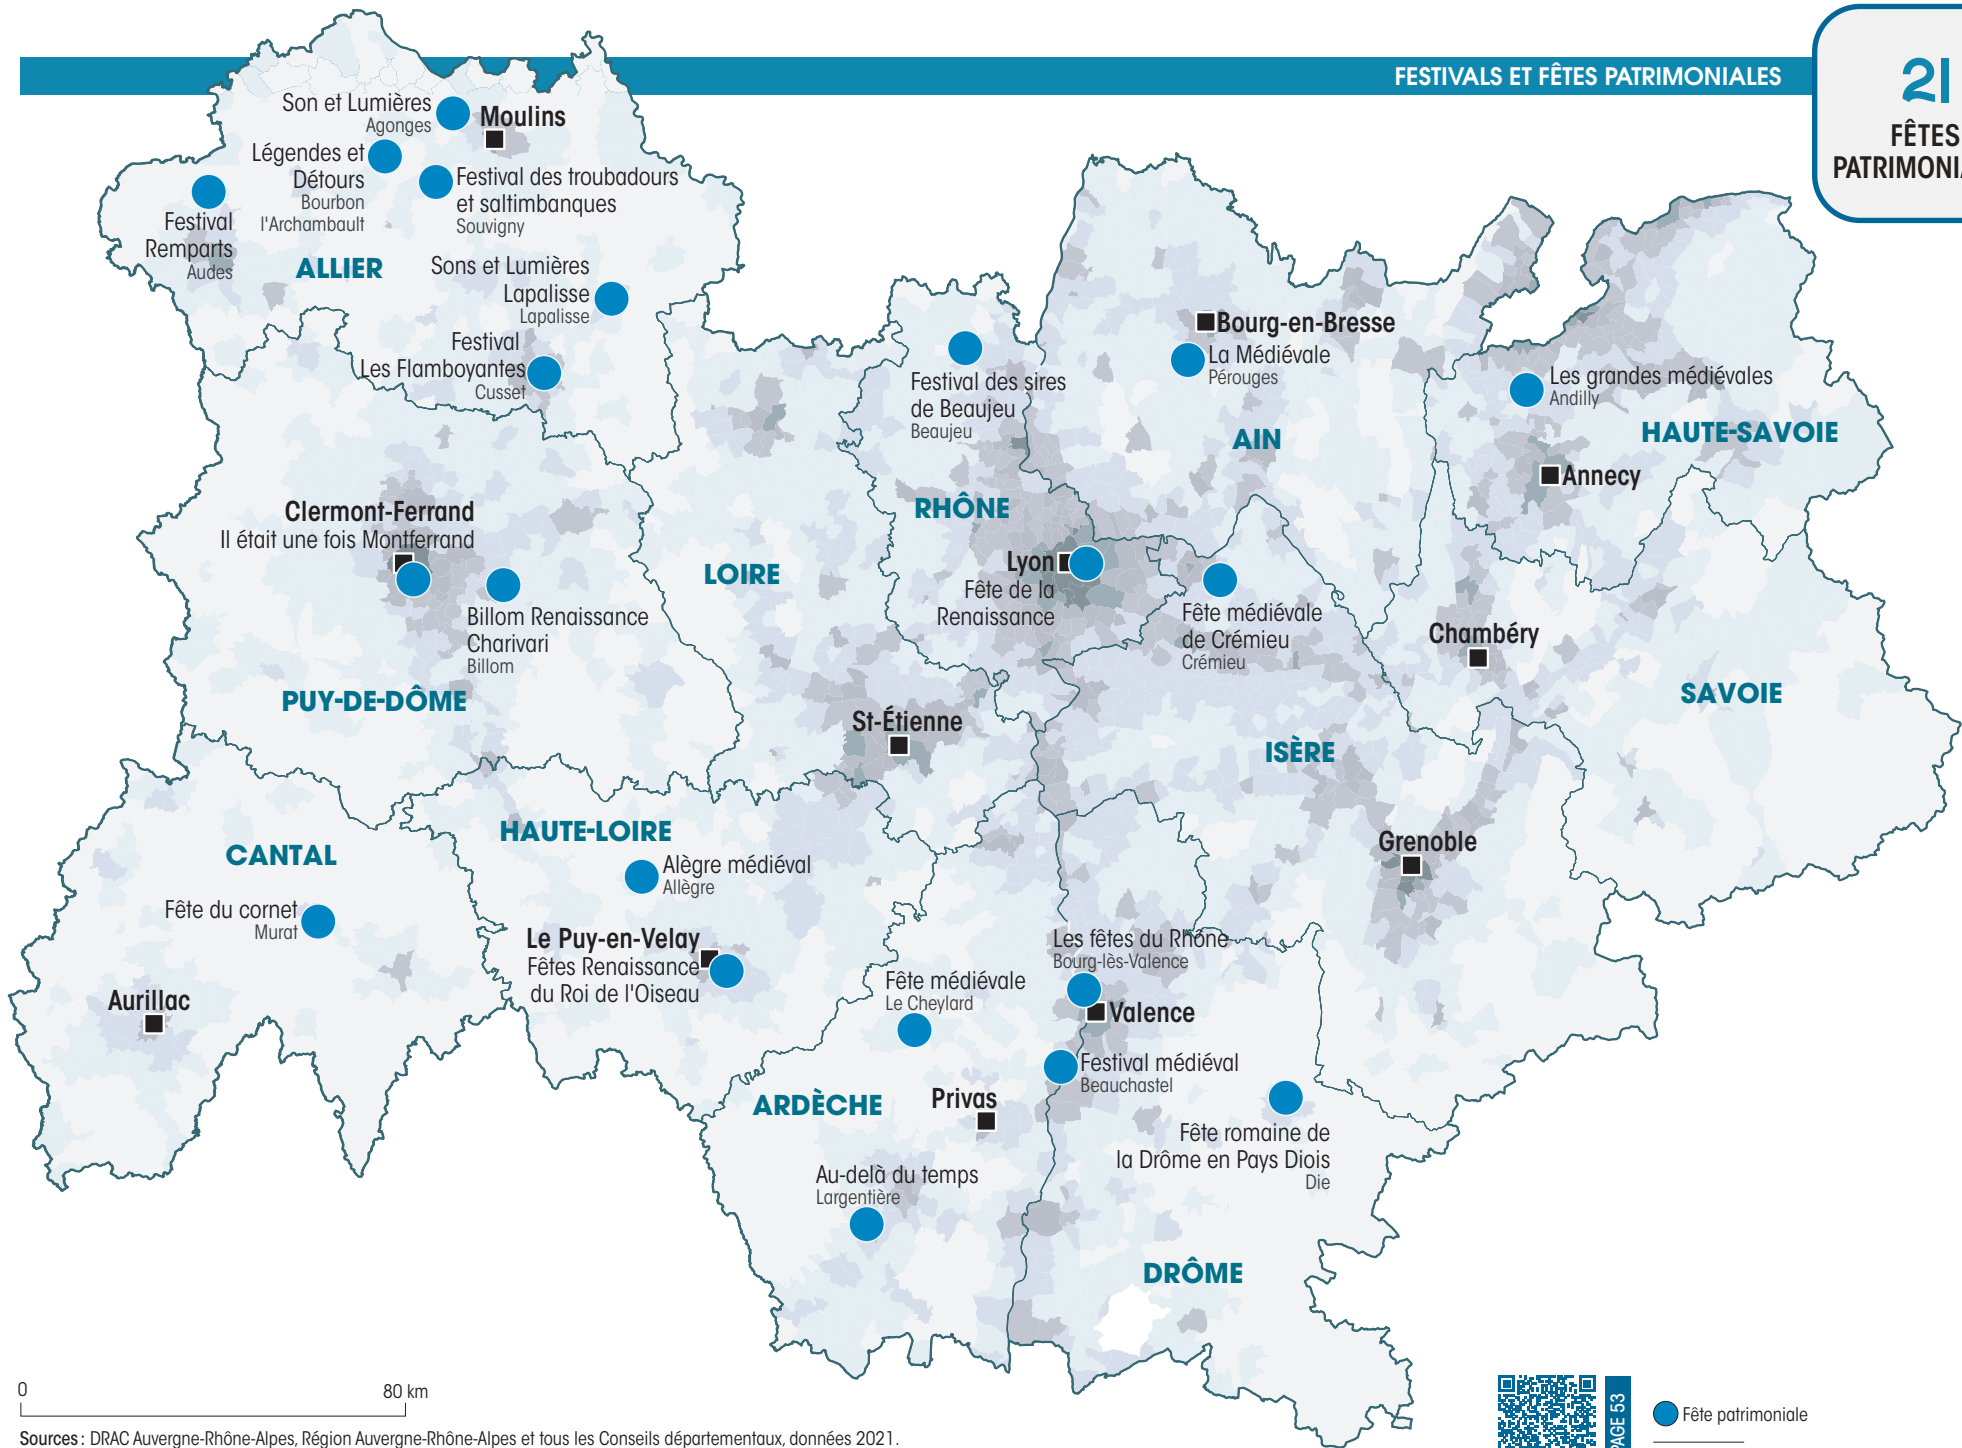 FESTIVALS ET FÊTES PATRIMONIALES
21
FÊTES
PATRIMONIA
Son et Lumières
Agonges
Moulins
Légendes et
Détours
Bourbon
l'Archambault
Festival des troubadours
et saltimbanques
Souvigny
Festival
Remparts
Audes
ALLIER
Sons et Lumières
Lapalisse
Lapalisse
Festival
Les Flamboyantes
Cusset
Bourg-en-Bresse
La Médiévale
Pérouges
Festival des sires
de Beaujeu
Beaujeu
Les grandes médiévales
Andilly
AIN
HAUTE-SAVOIE
Annecy
RHÔNE
Clermont-Ferrand
Il était une fois Montferrand
LOIRE
Lyon
Fête de la
Renaissance
Billom Renaissance
Charivari
Billom
Fête médiévale
de Crémieu
Crémieu
Chambéry
PUY-DE-DÔME
SAVOIE
St-Étienne
ISÈRE
HAUTE-LOIRE
CANTAL
Grenoble
Alègre médiéval
Allègre
Fête du cornet
Murat
Le Puy-en-Velay
Fêtes Renaissance
du Roi de l'Oiseau
Les fêtes du Rhône
Bourg-lès-Valence
Fête médiévale
Le Cheylard
Aurillac
Valence
Festival médiéval
Beauchastel
ARDÈCHE
Privas
Fête romaine de
la Drôme en Pays Diois
Die
Au-delà du temps
Largentière
DRÔME
0
80 km
PAGE 53
Fête patrimoniale
Sources : DRAC Auvergne-Rhône-Alpes, Région Auvergne-Rhône-Alpes et tous les Conseils départementaux, données 2021.